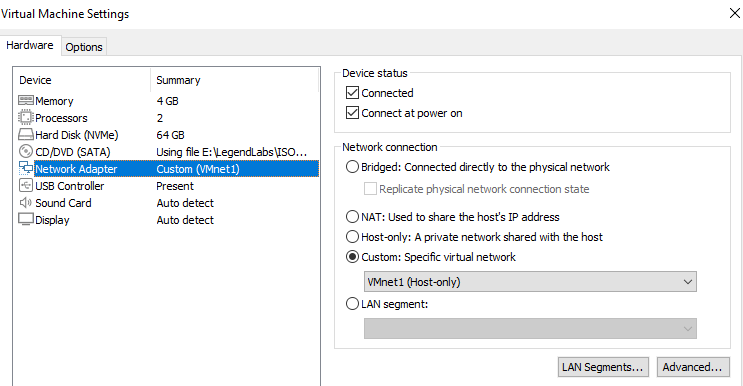 Virtual Machine Settings
Hardware
Options
Device Summary
Memory 4 GB
Processors 2
Hard Disk (NVMe) 64 GB
CD/DVD (SATA) Using file E:\LegendLabs\ISO...
Network Adapter Custom (VMnet1)
USB Controller Present
Sound Card Auto detect
Display Auto detect
Device status
Connected
Connect at power on
Network connection
Bridged: Connected directly to the physical network
Replicate physical network connection state
NAT: Used to share the host's IP address
Host-only: A private network shared with the host
Custom: Specific virtual network
VMnet1 (Host-only)
LAN segment:
LAN Segments...
Advanced...